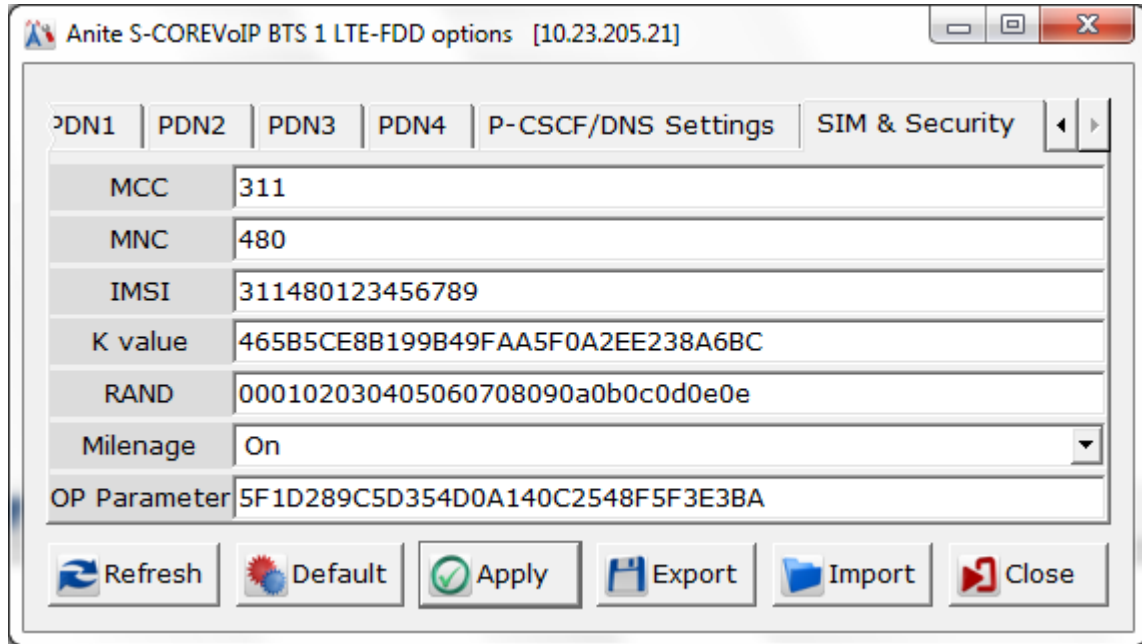 Anite S-COREVoIP BTS 1 LTE-FDD options [10.23.205.21]
PDN1 PDN2 PDN3 PDN4 P-CSCF/DNS Settings SIM & Security
MCC 311
MNC 480
IMSI 311480123456789
K value 465B5CE8B199B49FAA5F0A2EE238A6BC
RAND 000102030405060708090a0b0c0d0e0e
Milenage On
OP Parameter 5F1D289C5D354D0A140C2548F5F3E3BA
Refresh Default Apply Export Import Close